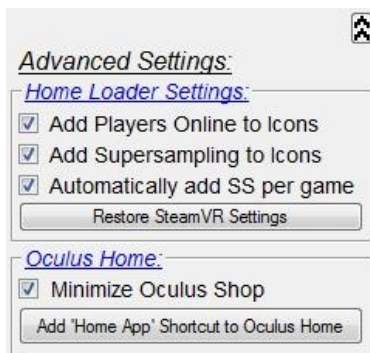 Advanced Settings:
Home Loader Settings:
Add Players Online to Icons
Add Supersampling to Icons
Automatically add SS per game
Restore SteamVR Settings
Oculus Home:
Minimize Oculus Shop
Add 'Home App' Shortcut to Oculus Home